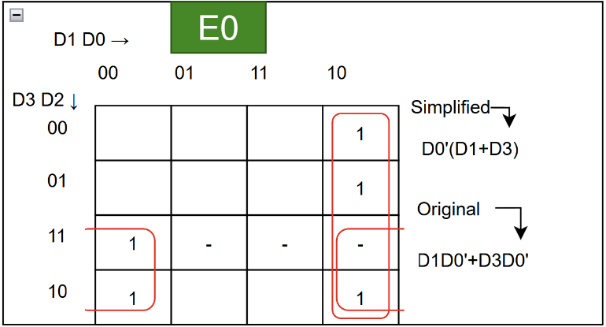 E0
D1 D0 →
00 01 11 10
D3 D2 ↓
00 1
01 1
11 1 - - -
10 1 1
Simplified
D0'(D1+D3)
Original
D1D0'+D3D0'